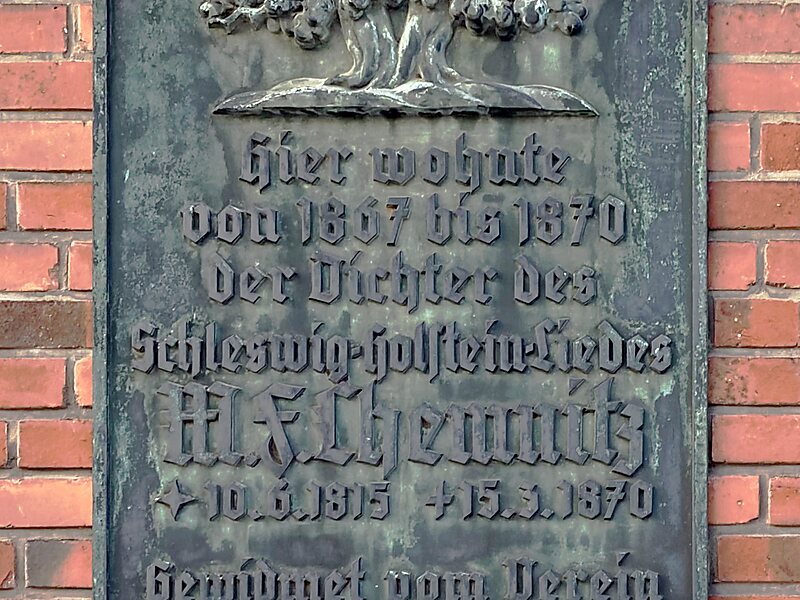 Hier wohnte
von 1867 bis 1870
der Dichter des
Schleswig-Holstein-Liedes
M.F.Chemnitz
✦ 10.6.1815 ✝ 15.3.1870
Gewidmet vom Verein